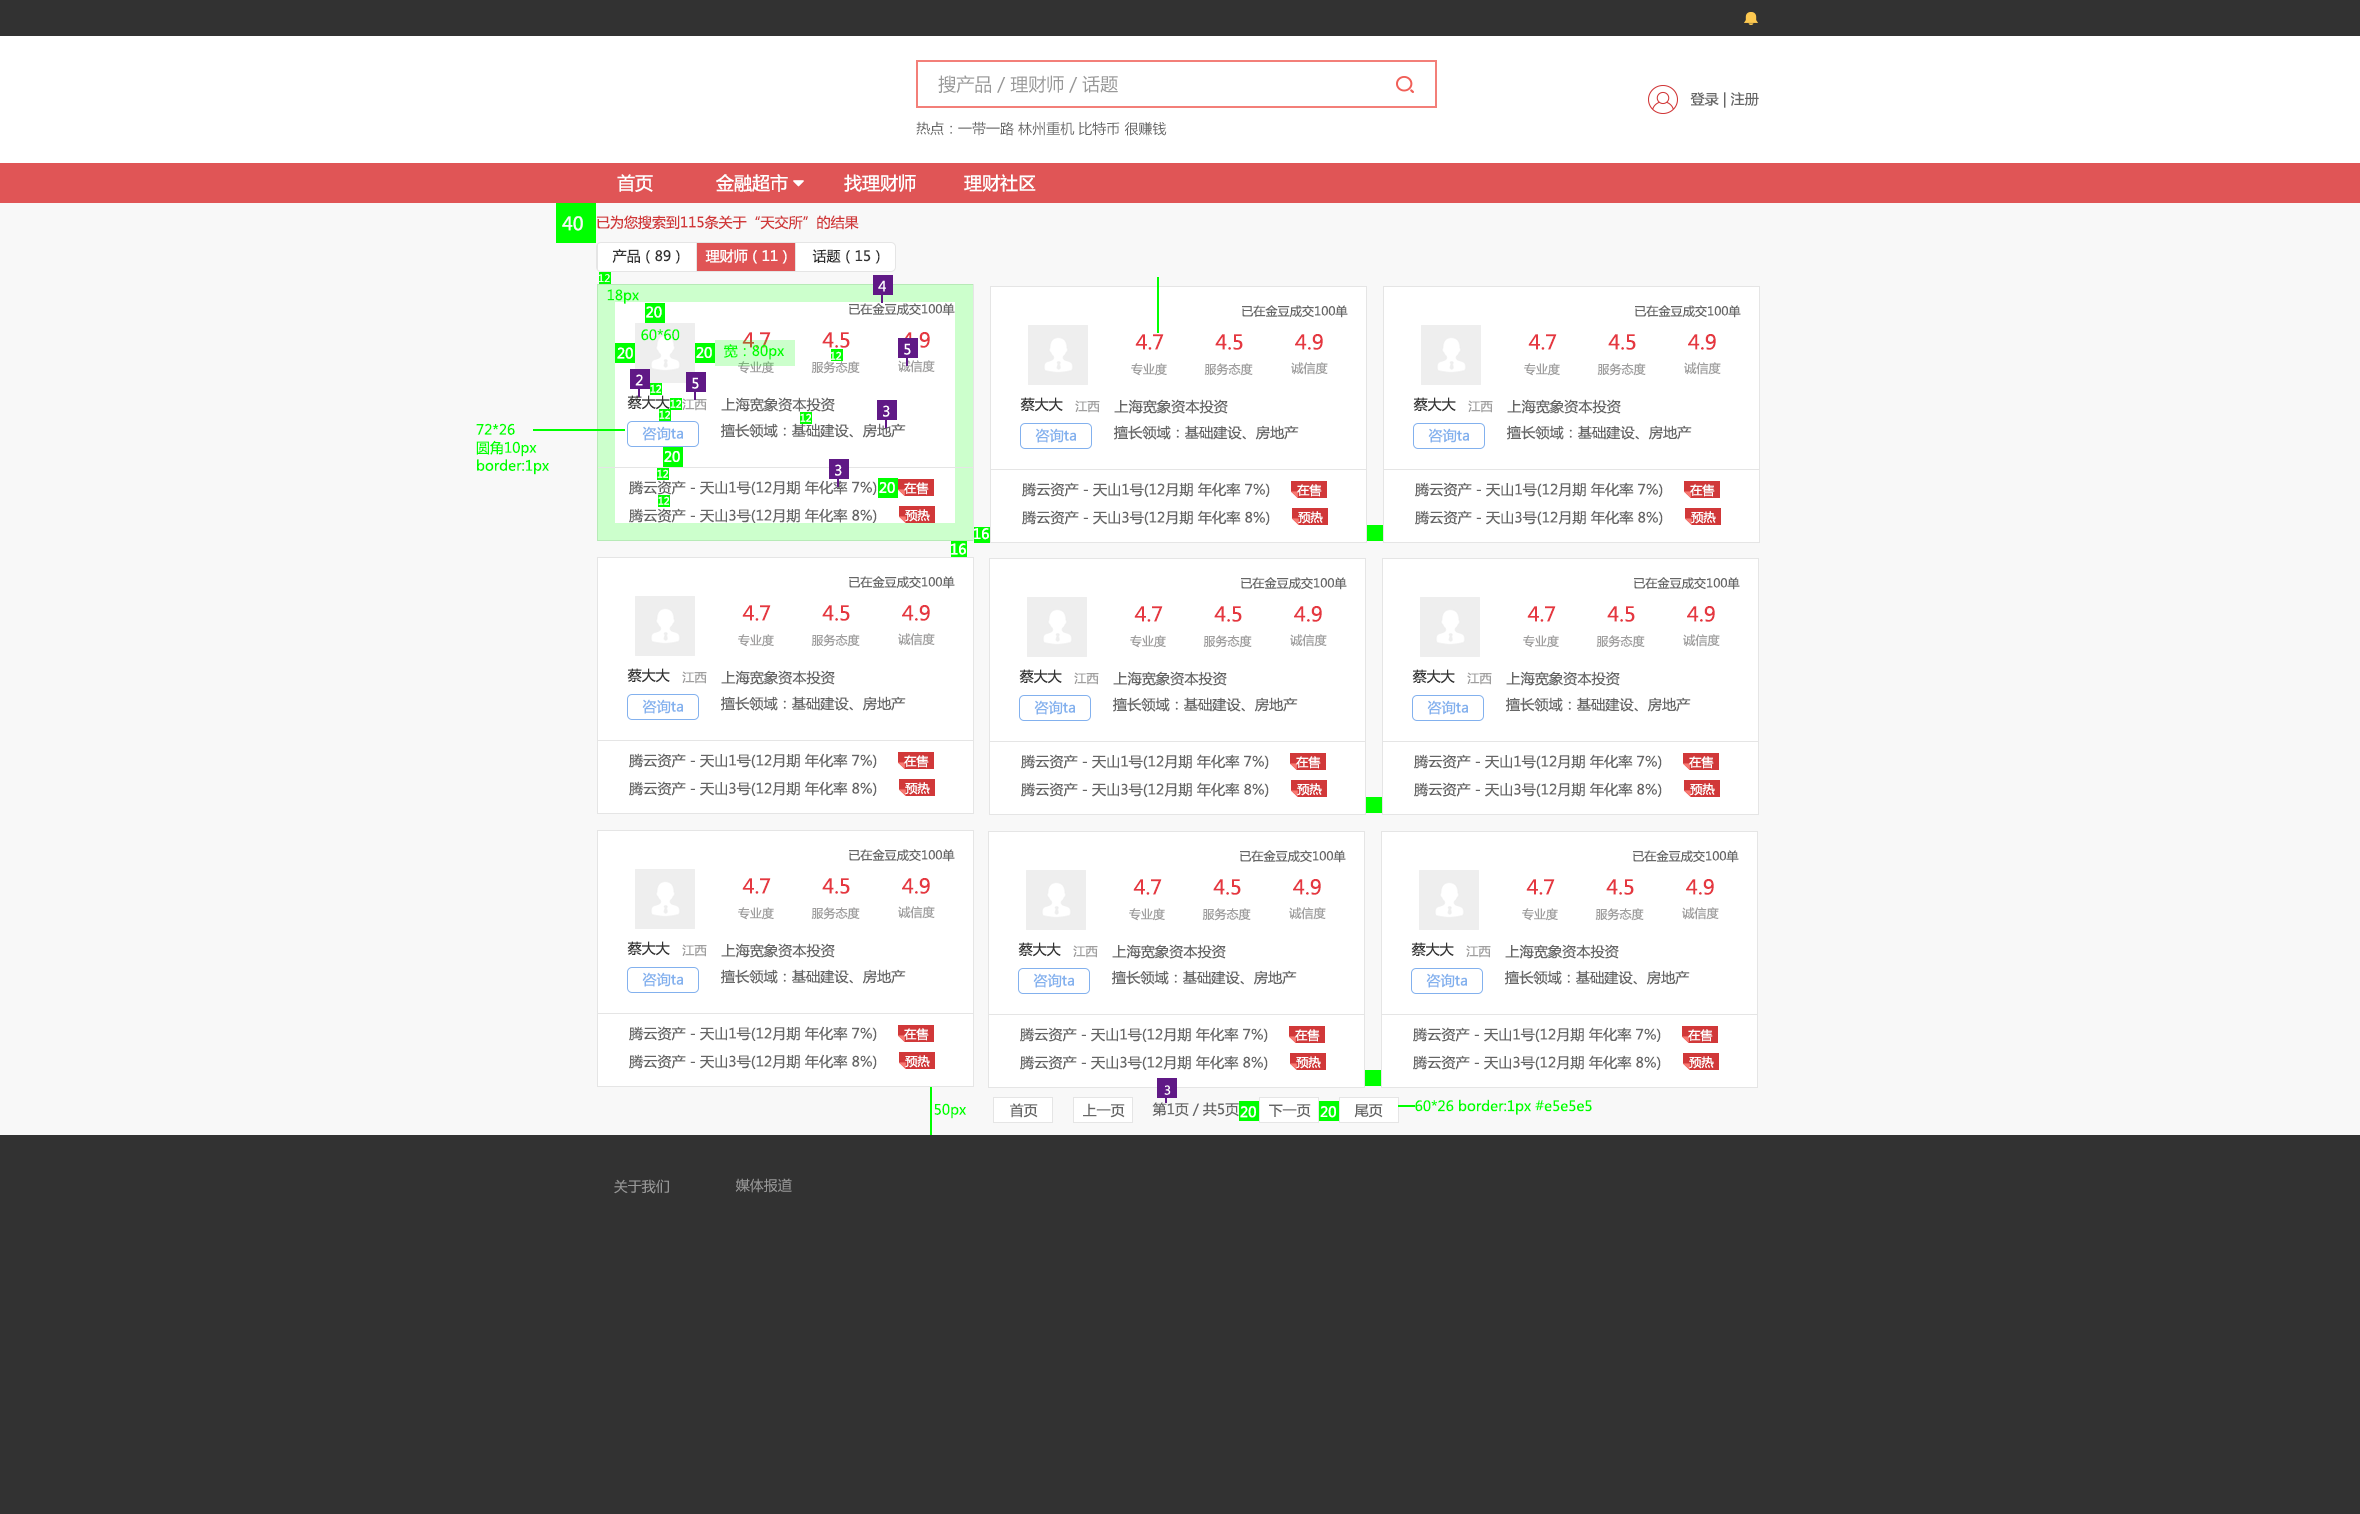 搜产品 / 理财师 / 话题
登录 | 注册
热点：一带一路 林州重机 比特币 很赚钱
首页 金融超市 找理财师 理财社区
40 已为您搜索到115条关于“天交所”的结果
产品（89） 理财师（11） 话题（15）
12
18px 4
20 已在金豆成交100单 已在金豆成交100单 已在金豆成交100单
60*60 4.7 4.5 4.9 4.7 4.5 4.9 4.7 4.5 4.9
20 20 宽：80px 12 5
专业度 服务态度 诚信度 专业度 服务态度 诚信度 专业度 服务态度 诚信度
2 12 5
蔡大大 12 江西 上海宽象资本投资 3 蔡大大 江西 上海宽象资本投资 蔡大大 江西 上海宽象资本投资
12 12
72*26 咨询ta 擅长领域：基础建设、房地产 咨询ta 擅长领域：基础建设、房地产 咨询ta 擅长领域：基础建设、房地产
圆角10px
border:1px 20 3
12
腾云资产 - 天山1号(12月期 年化率 7%) 20 在售 腾云资产 - 天山1号(12月期 年化率 7%) 在售 腾云资产 - 天山1号(12月期 年化率 7%) 在售
12
腾云资产 - 天山3号(12月期 年化率 8%) 预热 腾云资产 - 天山3号(12月期 年化率 8%) 预热 腾云资产 - 天山3号(12月期 年化率 8%) 预热
16
16
已在金豆成交100单 已在金豆成交100单 已在金豆成交100单
4.7 4.5 4.9 4.7 4.5 4.9 4.7 4.5 4.9
专业度 服务态度 诚信度 专业度 服务态度 诚信度 专业度 服务态度 诚信度
蔡大大 江西 上海宽象资本投资 蔡大大 江西 上海宽象资本投资 蔡大大 江西 上海宽象资本投资
咨询ta 擅长领域：基础建设、房地产 咨询ta 擅长领域：基础建设、房地产 咨询ta 擅长领域：基础建设、房地产
腾云资产 - 天山1号(12月期 年化率 7%) 在售 腾云资产 - 天山1号(12月期 年化率 7%) 在售 腾云资产 - 天山1号(12月期 年化率 7%) 在售
腾云资产 - 天山3号(12月期 年化率 8%) 预热 腾云资产 - 天山3号(12月期 年化率 8%) 预热 腾云资产 - 天山3号(12月期 年化率 8%) 预热
已在金豆成交100单 已在金豆成交100单 已在金豆成交100单
4.7 4.5 4.9 4.7 4.5 4.9 4.7 4.5 4.9
专业度 服务态度 诚信度 专业度 服务态度 诚信度 专业度 服务态度 诚信度
蔡大大 江西 上海宽象资本投资 蔡大大 江西 上海宽象资本投资 蔡大大 江西 上海宽象资本投资
咨询ta 擅长领域：基础建设、房地产 咨询ta 擅长领域：基础建设、房地产 咨询ta 擅长领域：基础建设、房地产
腾云资产 - 天山1号(12月期 年化率 7%) 在售 腾云资产 - 天山1号(12月期 年化率 7%) 在售 腾云资产 - 天山1号(12月期 年化率 7%) 在售
腾云资产 - 天山3号(12月期 年化率 8%) 预热 腾云资产 - 天山3号(12月期 年化率 8%) 预热 腾云资产 - 天山3号(12月期 年化率 8%) 预热
3
50px 首页 上一页 第1页 / 共5页 20 下一页 20 尾页 60*26 border:1px #e5e5e5
关于我们 媒体报道